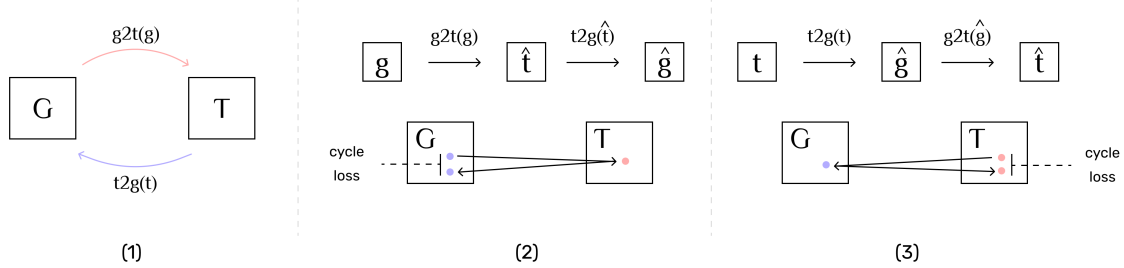 g2t(g)
G
T
t2g(t)
(1)
g2t(g)
t2g(t̂)
g
t̂
ĝ
G
T
cycle
loss
(2)
t2g(t)
g2t(ĝ)
t
ĝ
t̂
G
T
cycle
loss
(3)